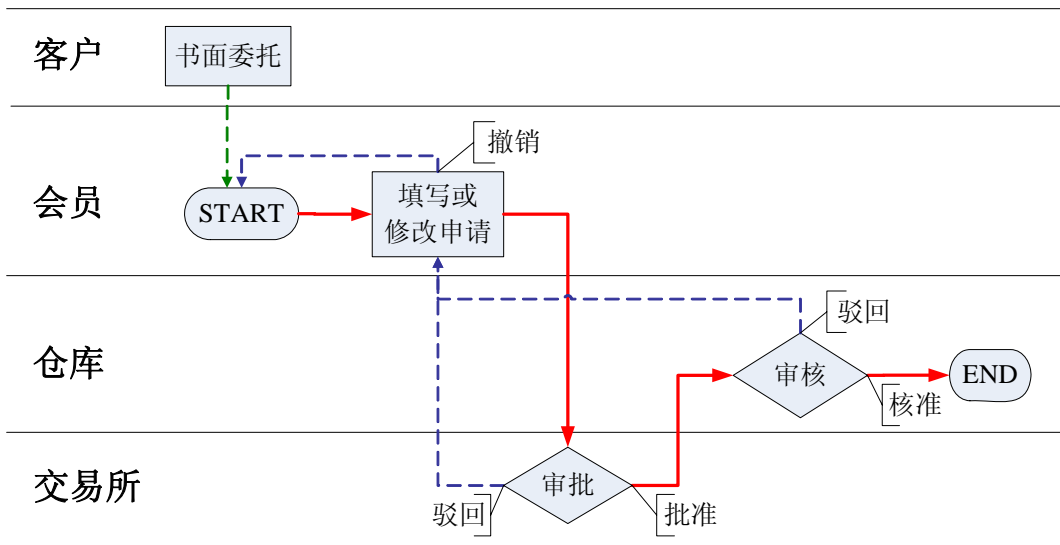 客户
书面委托
会员
撤销
START
填写或
修改申请
仓库
驳回
审核
END
核准
交易所
审批
驳回
批准